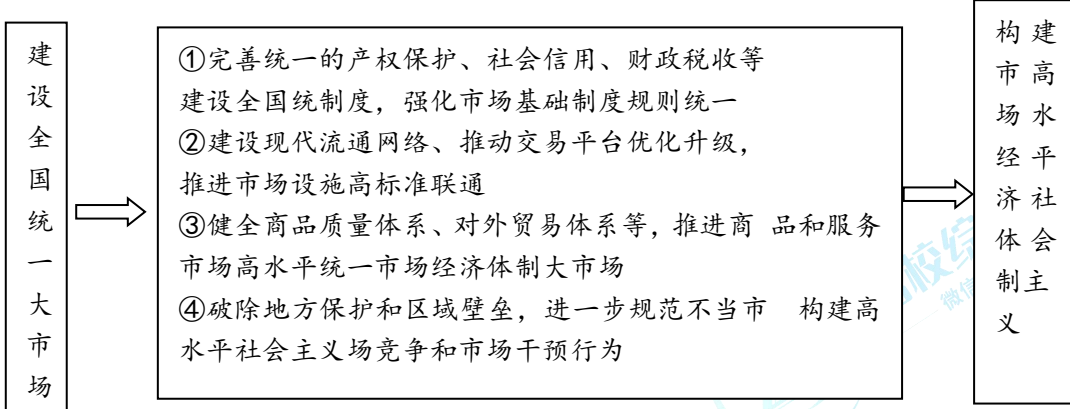 建设全国统一大市场
①完善统一的产权保护、社会信用、财政税收等
建设全国统制度，强化市场基础制度规则统一
②建设现代流通网络、推动交易平台优化升级，
推进市场设施高标准联通
③健全商品质量体系、对外贸易体系等，推进商 品和服务
市场高水平统一市场经济体制大市场
④破除地方保护和区域壁垒，进一步规范不当市 构建高
水平社会主义场竞争和市场干预行为
构建
市高
场水
经平
济社
体会
制主
义